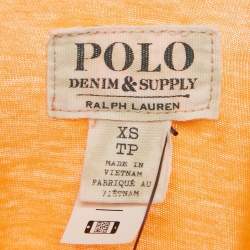 POLO
DENIM & SUPPLY
RALPH LAUREN
XS
TP
MADE IN
VIETNAM
FABRIQUÉ AU
VIETNAM